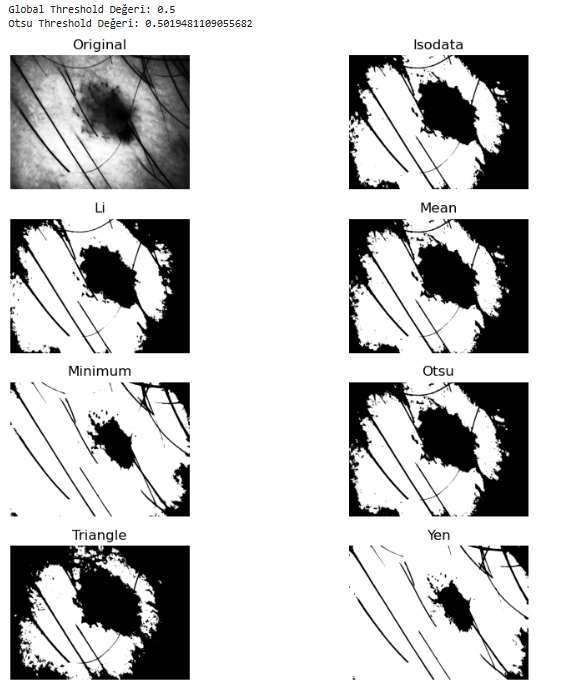 Global Threshold Değeri: 0.5
Otsu Threshold Değeri: 0.5019481109055682
Original
Isodata
Li
Mean
Minimum
Otsu
Triangle
Yen